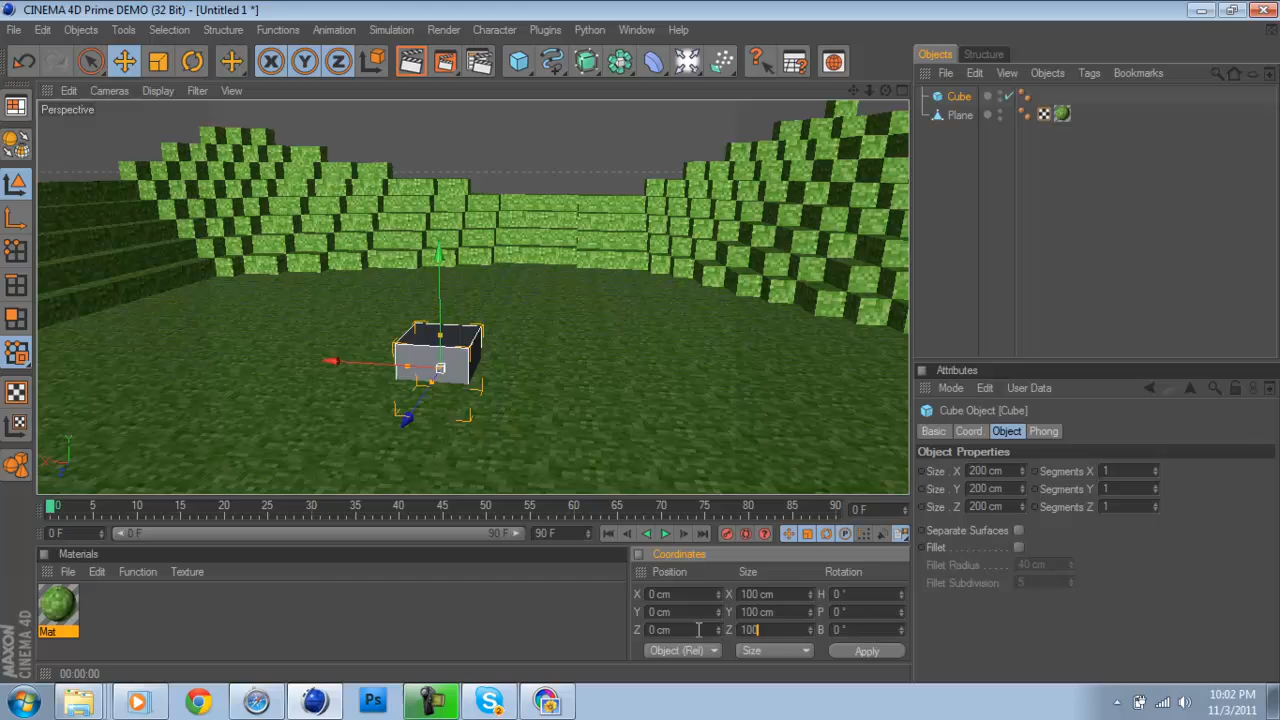 CINEMA 4D Prime DEMO (32 Bit) - [Untitled 1 *]
File Edit Objects Tools Selection Structure Functions Animation Simulation Render Character Plugins Python Window Help
Edit Cameras Display Filter View
Perspective
Objects Structure
File Edit View Objects Tags Bookmarks
Cube
Plane
Attributes
Mode Edit User Data
Cube Object [Cube]
Basic Coord Object Phong
Object Properties
Size . X 200 cm Segments X 1
Size . Y 200 cm Segments Y 1
Size . Z 200 cm Segments Z 1
Separate Surfaces
Fillet
Fillet Radius 40 cm
Fillet Subdivision 5
0 5 10 15 20 25 30 35 40 45 50 55 60 65 70 75 80 85 90 0 F
0 F 0 F 90 F 90 F
Materials
File Edit Function Texture
Mat
Coordinates
Position Size Rotation
X 0 cm X 100 cm H 0 °
Y 0 cm Y 100 cm P 0 °
Z 0 cm Z 100 B 0 °
Object (Rel) Size Apply
MAXON CINEMA 4D
00:00:00
Ps
10:02 PM
11/3/2011